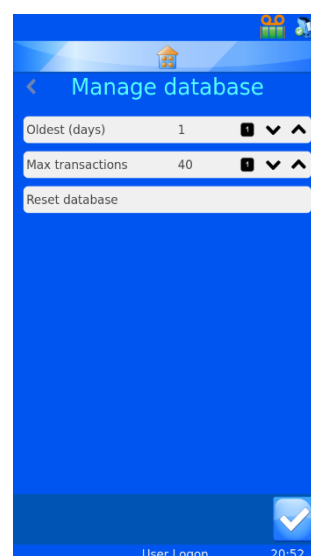 Manage database
Oldest (days) 1 1
Max transactions 40 1
Reset database
User Logon 20:52